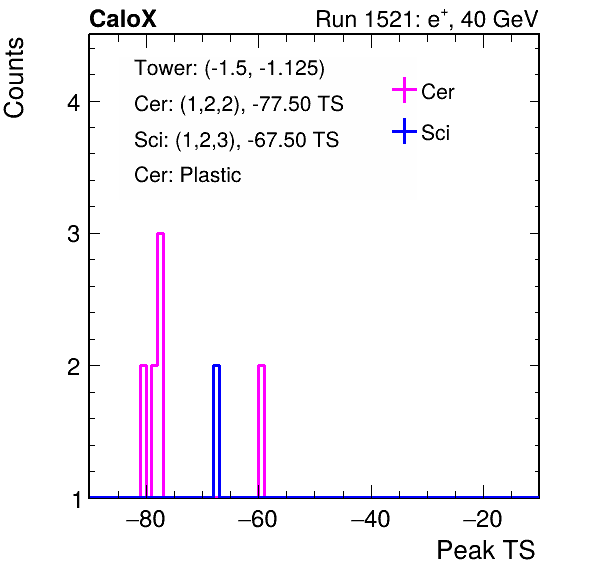 CaloX Run 1521: e⁺, 40 GeV
Counts
Tower: (-1.5, -1.125)
Cer: (1,2,2), -77.50 TS
Sci: (1,2,3), -67.50 TS
Cer: Plastic
Cer
Sci
4
3
2
1
−80 −60 −40 −20
Peak TS